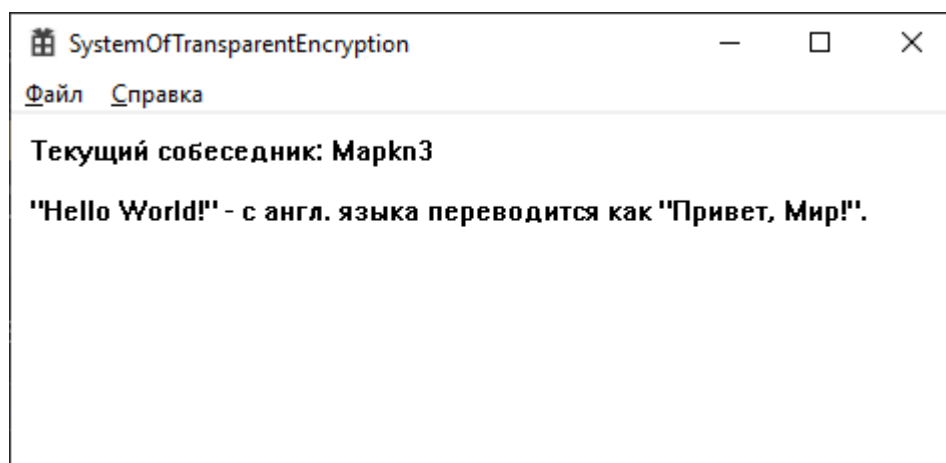 SystemOfTransparentEncryption
Файл Справка
Текущий собеседник: Mapkn3
"Hello World!" - с англ. языка переводится как "Привет, Мир!".